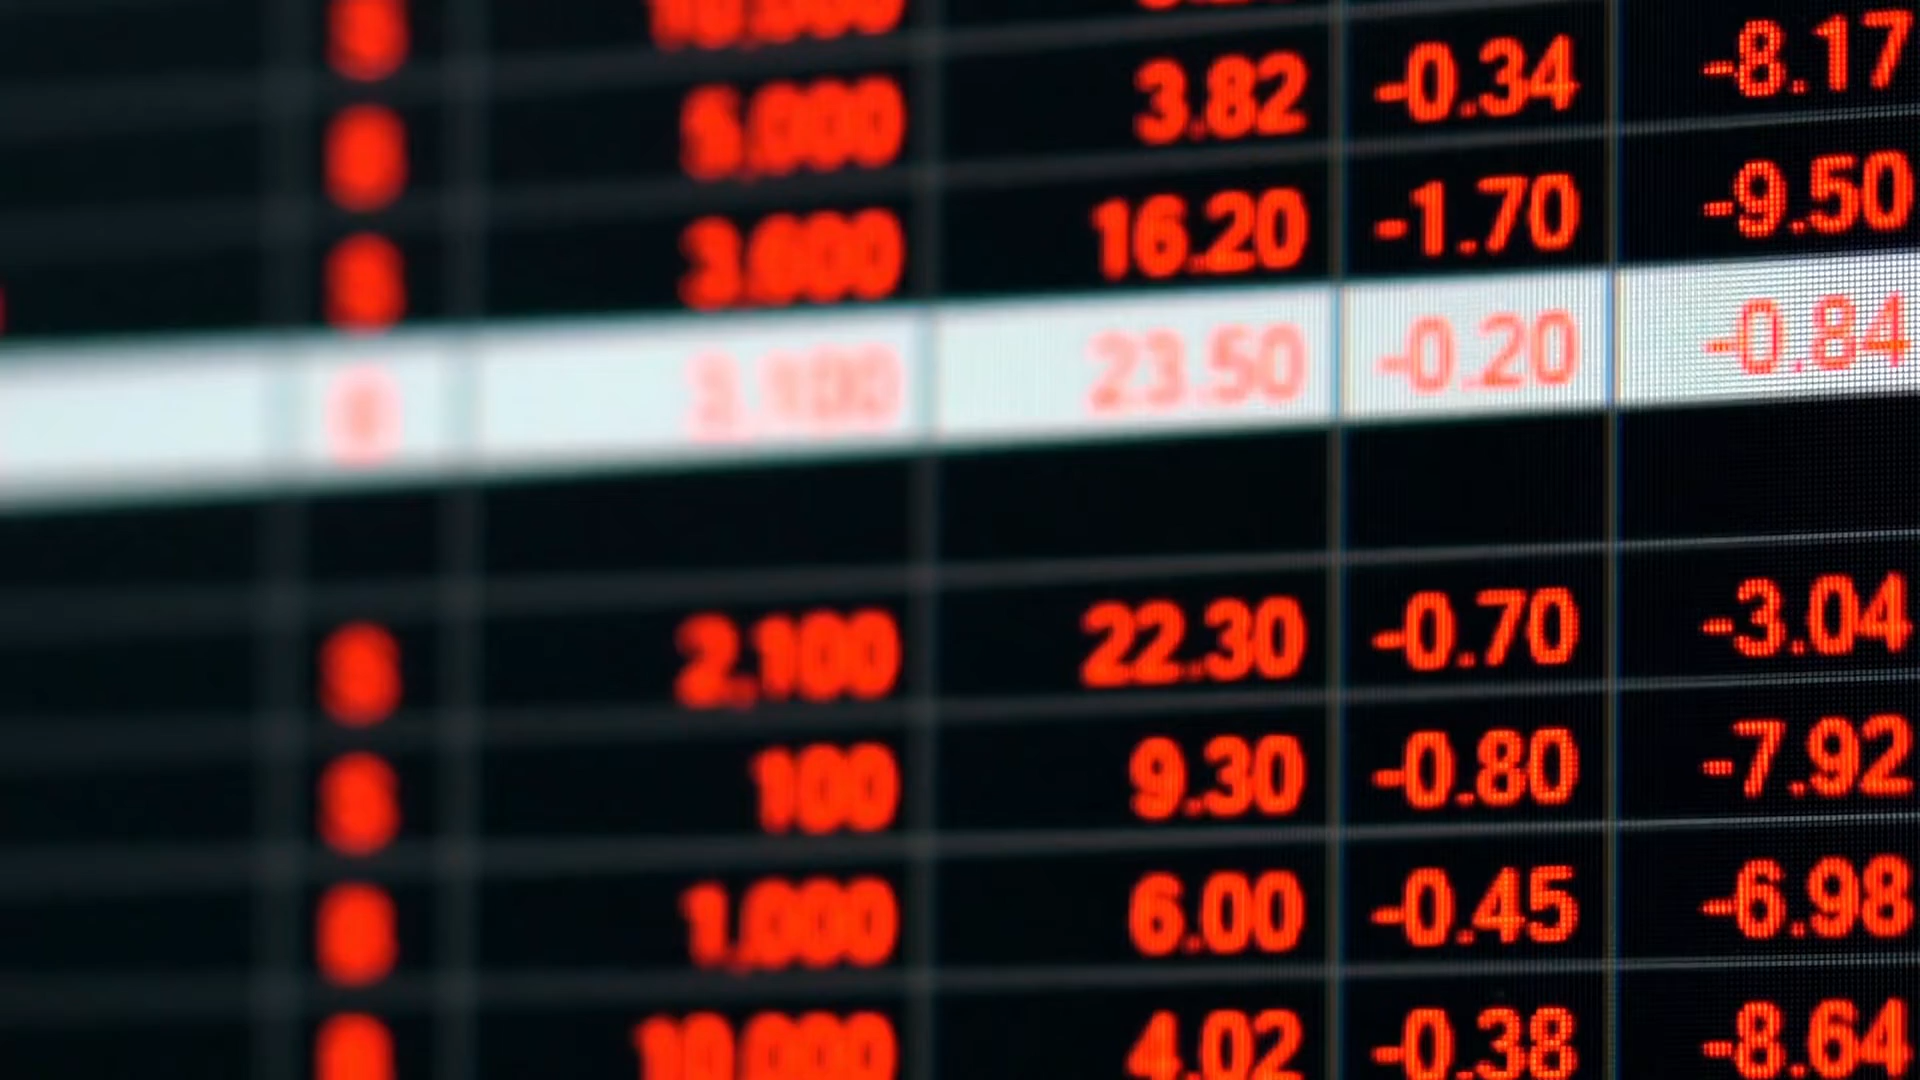 5,000 3.82 -0.34 -8.17
16.20 -1.70 -9.50
23.50 -0.20 -0.84
S 2,100 22.30 -0.70 -3.04
S 100 9.30 -0.80 -7.92
1,000 6.00 -0.45 -6.98
10,000 4.02 -0.38 -8.64